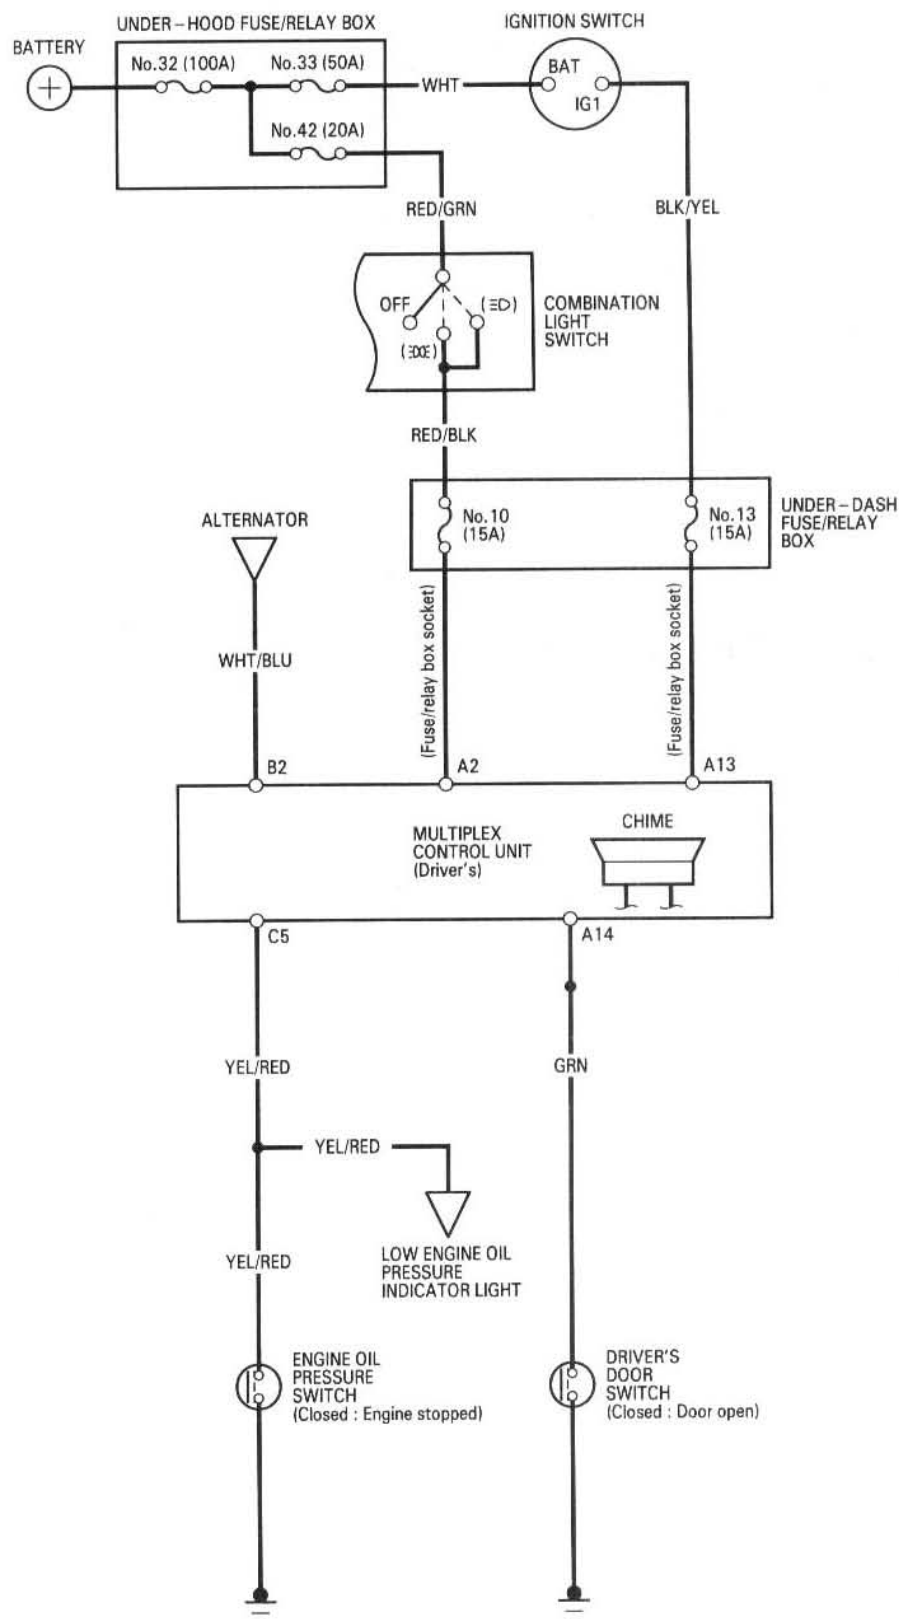 UNDER-HOOD FUSE/RELAY BOX
IGNITION SWITCH
BATTERY
No.32 (100A)
No.33 (50A)
WHT
BAT
IG1
No.42 (20A)
RED/GRN
BLK/YEL
OFF
COMBINATION
LIGHT
SWITCH
RED/BLK
No.10
(15A)
No.13
(15A)
UNDER-DASH
FUSE/RELAY
BOX
ALTERNATOR
(Fuse/relay box socket)
(Fuse/relay box socket)
WHT/BLU
B2
A2
A13
MULTIPLEX
CONTROL UNIT
(Driver's)
CHIME
C5
A14
YEL/RED
GRN
YEL/RED
YEL/RED
LOW ENGINE OIL
PRESSURE
INDICATOR LIGHT
ENGINE OIL
PRESSURE
SWITCH
(Closed : Engine stopped)
DRIVER'S
DOOR
SWITCH
(Closed : Door open)